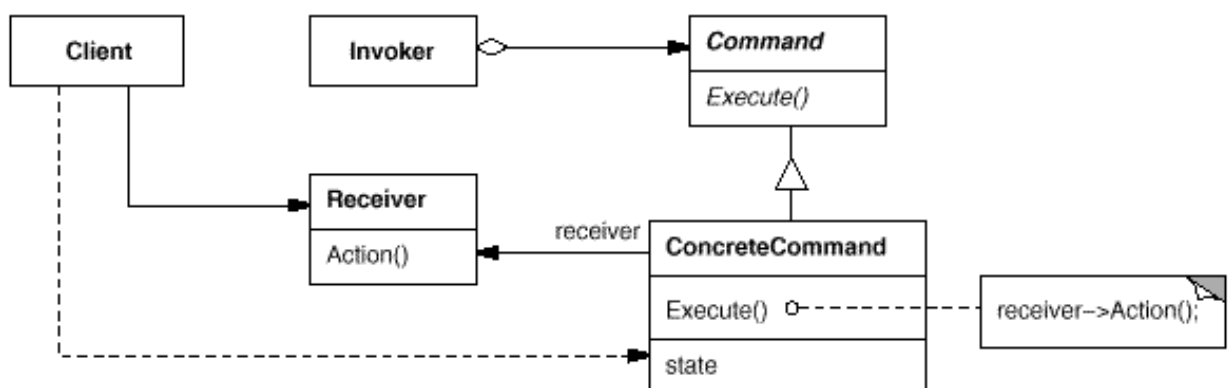 Client
Invoker
Command
Execute()
Receiver
Action()
receiver
ConcreteCommand
Execute()
receiver->Action();
state